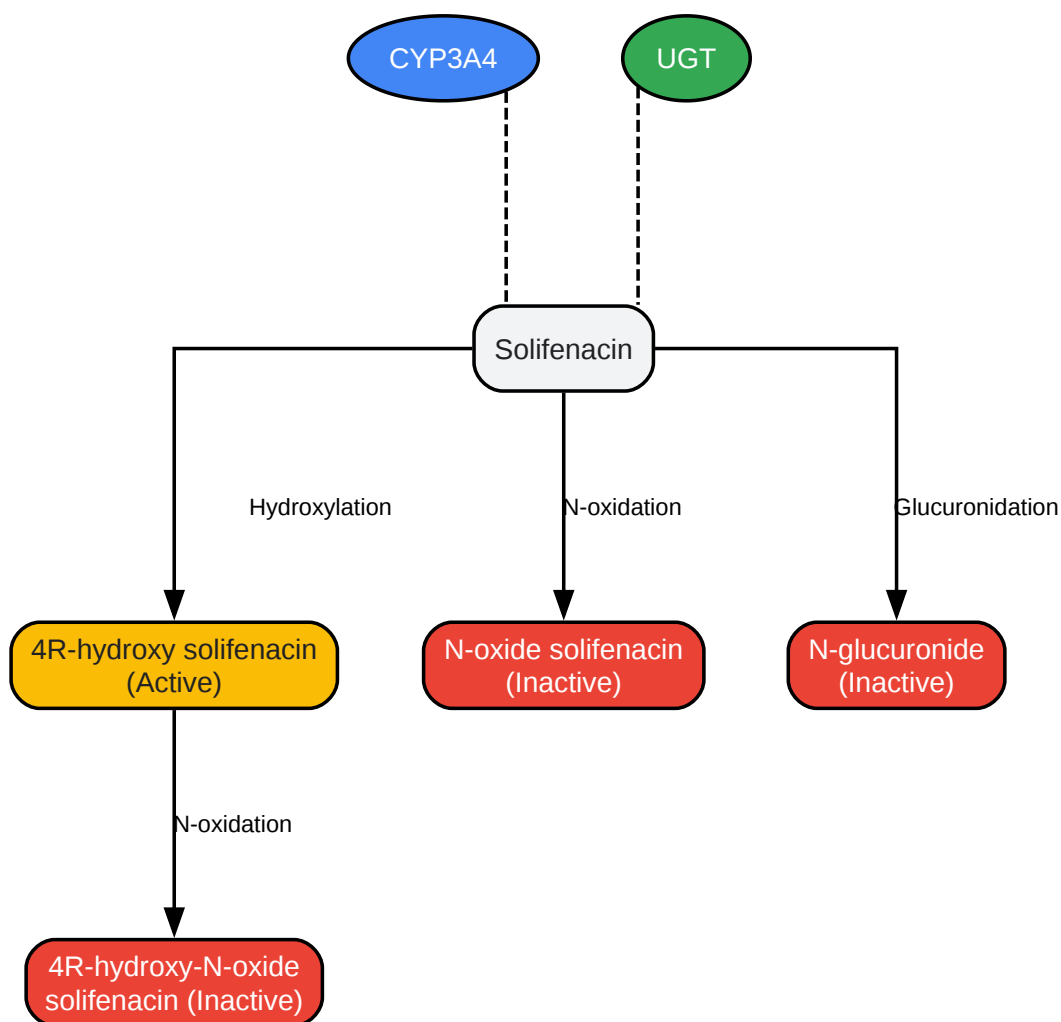 CYP3A4
UGT
Solifenacin
Hydroxylation
N-oxidation
Glucuronidation
4R-hydroxy solifenacin
(Active)
N-oxide solifenacin
(Inactive)
N-glucuronide
(Inactive)
N-oxidation
4R-hydroxy-N-oxide
solifenacin (Inactive)